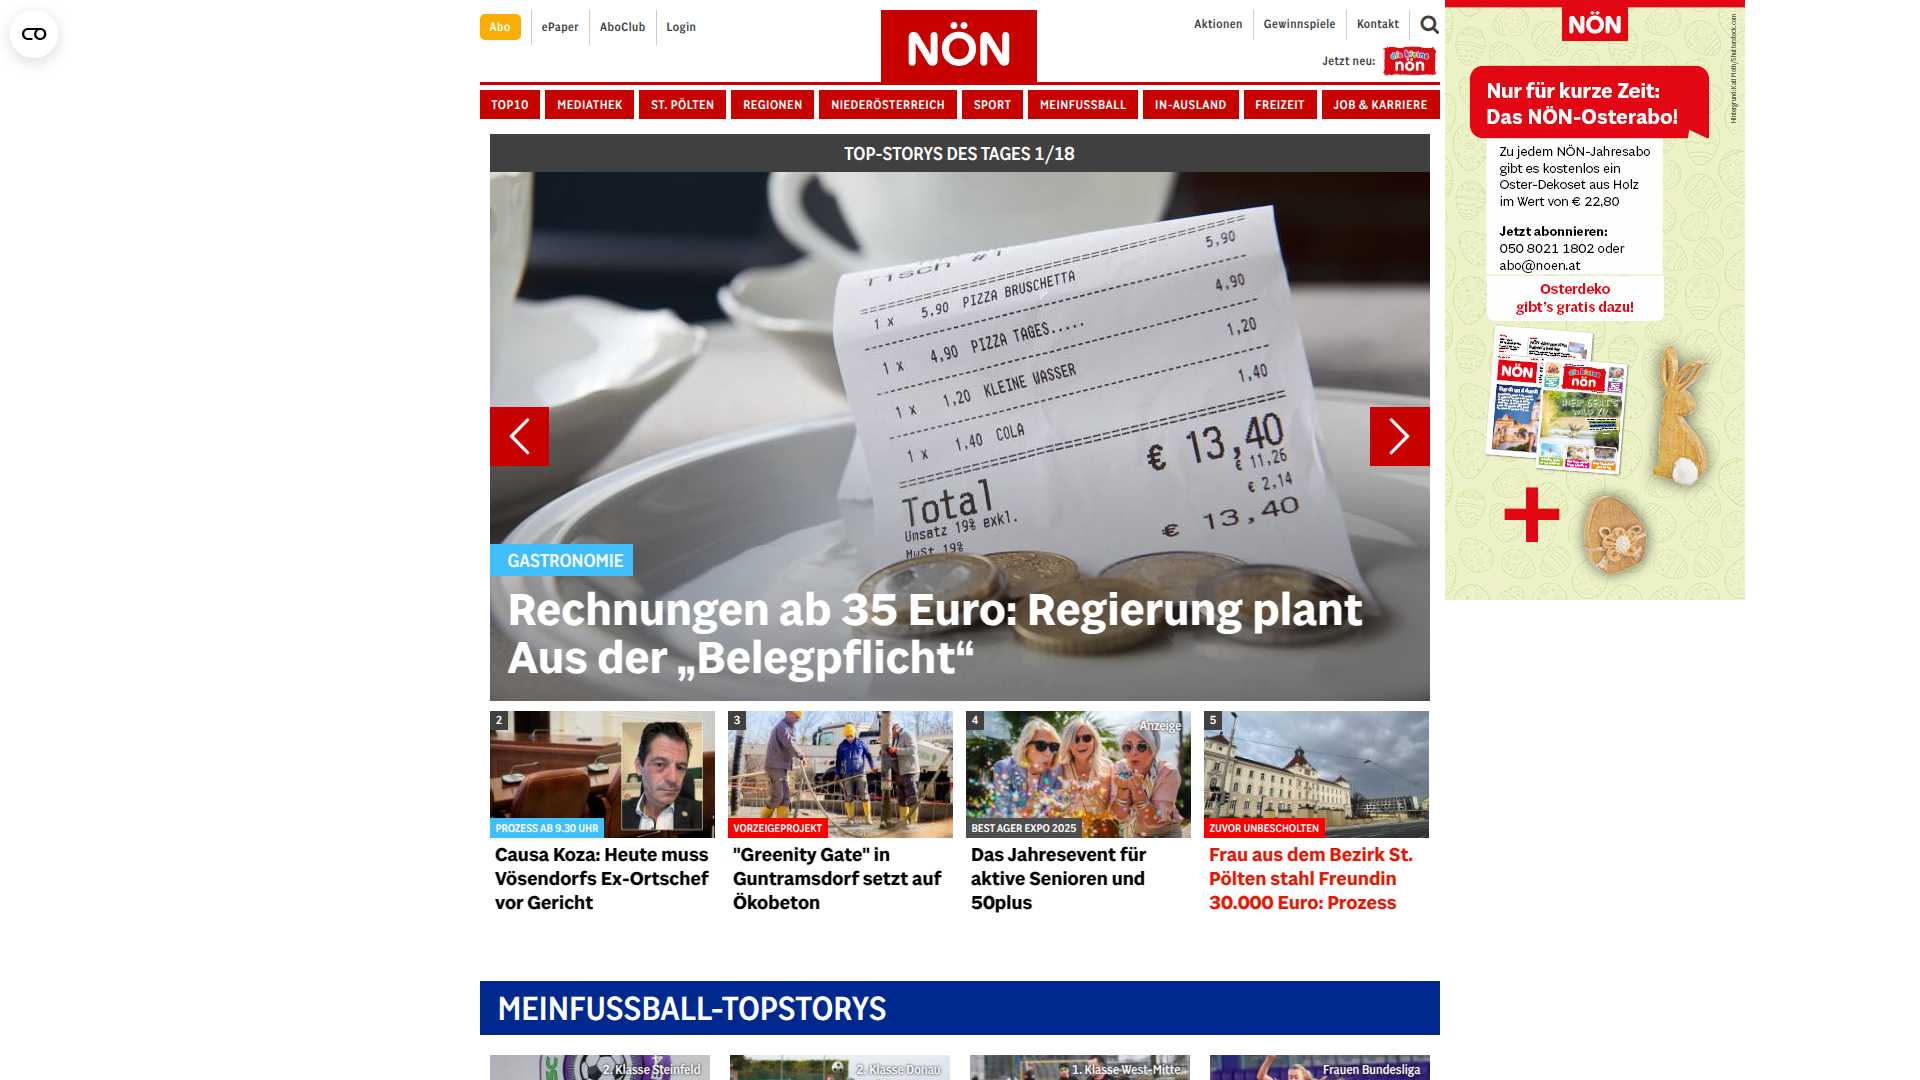 Abo
ePaper
AboClub
Login
NÖN
Aktionen
Gewinnspiele
Kontakt
Jetzt neu:
die kleine
nön
TOP10
MEDIATHEK
ST. PÖLTEN
REGIONEN
NIEDERÖSTERREICH
SPORT
MEINFUSSBALL
IN-AUSLAND
FREIZEIT
JOB & KARRIERE
TOP-STORYS DES TAGES 1/18
Tisch #1
5,90
1 x 5,90 PIZZA BRUSCHETTA
4,90
1 x 4,90 PIZZA TAGES.....
1,20
1 x 1,20 KLEINE WASSER
1,40
1 x 1,40 COLA
Total € 13,40
Umsatz 19% exkl. € 11,26
MwSt 19% € 2,14
€ 13,40
GASTRONOMIE
Rechnungen ab 35 Euro: Regierung plant
Aus der „Belegpflicht“
2
PROZESS AB 9.30 UHR
Causa Koza: Heute muss
Vösendorfs Ex-Ortschef
vor Gericht
3
VORZEIGEPROJEKT
"Greenity Gate" in
Guntramsdorf setzt auf
Ökobeton
4
Anzeige
BEST AGER EXPO 2025
Das Jahresevent für
aktive Senioren und
50plus
5
ZUVOR UNBESCHOLTEN
Frau aus dem Bezirk St.
Pölten stahl Freundin
30.000 Euro: Prozess
MEINFUSSBALL-TOPSTORYS
2. Klasse Steinfeld
2. Klasse Donau
1. Klasse West-Mitte
Frauen Bundesliga
NÖN
Nur für kurze Zeit:
Das NÖN-Osterabo!
Zu jedem NÖN-Jahresabo
gibt es kostenlos ein
Oster-Dekoset aus Holz
im Wert von € 22,80
Jetzt abonnieren:
050 8021 1802 oder
abo@noen.at
Osterdeko
gibt's gratis dazu!
NÖN
die kleine
nön
+